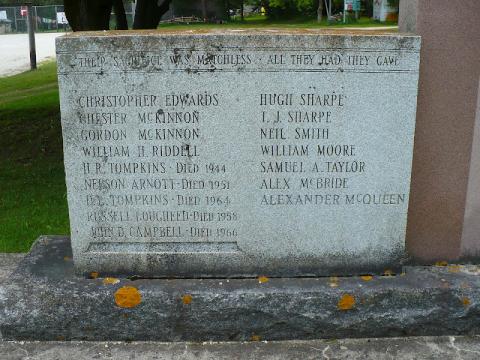 THEIR SACRIFICE WAS MATCHLESS - ALL THEY HAD THEY GAVE
CHRISTOPHER EDWARDS
CHESTER MCKINNON
GORDON MCKINNON
WILLIAM H. RIDDELL
H.R. TOMPKINS - DIED 1944
NELSON ARNOTT - DIED 1951
D.L. TOMPKINS - DIED 1964
RUSSELL LOUGHEED - DIED 1958
JOHN D. CAMPBELL - DIED 1966
HUGH SHARPE
T. J. SHARPE
NEIL SMITH
WILLIAM MOORE
SAMUEL A. TAYLOR
ALEX MCBRIDE
ALEXANDER MCQUEEN